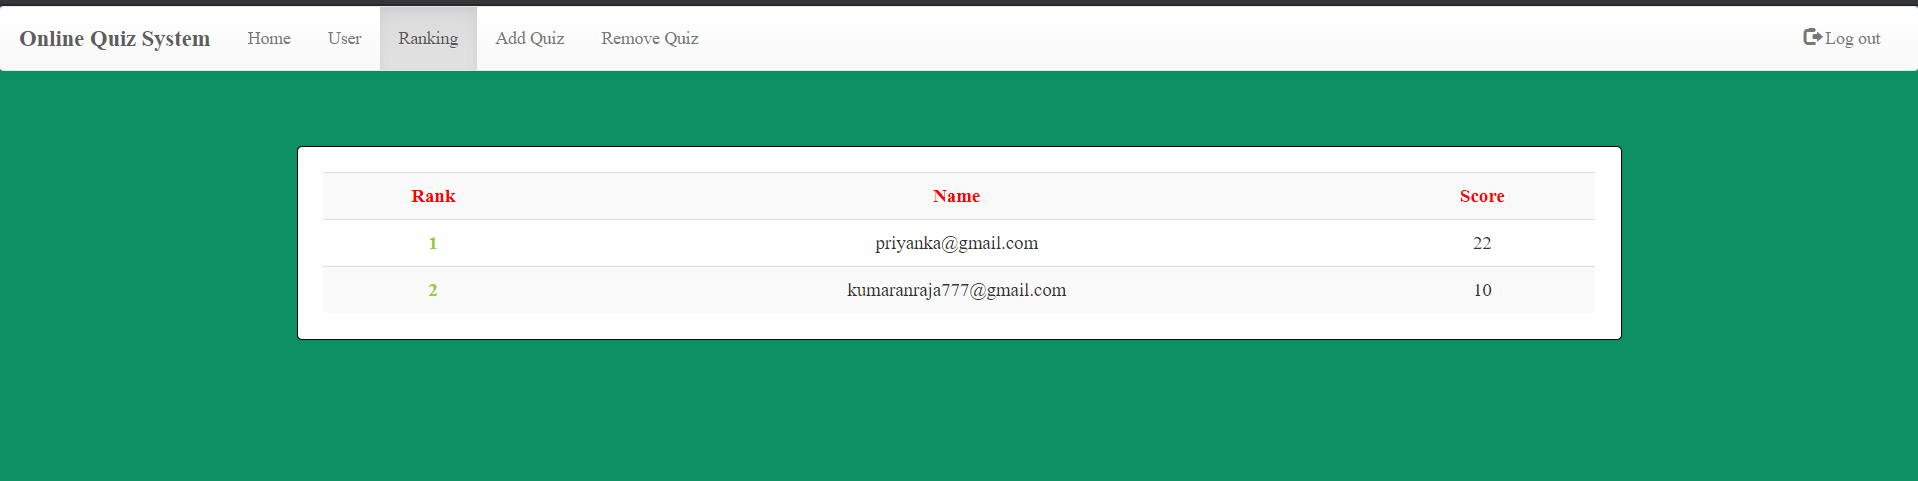 Online Quiz System Home User Ranking Add Quiz Remove Quiz Log out
Rank Name Score
1 priyanka@gmail.com 22
2 kumaranraja777@gmail.com 10